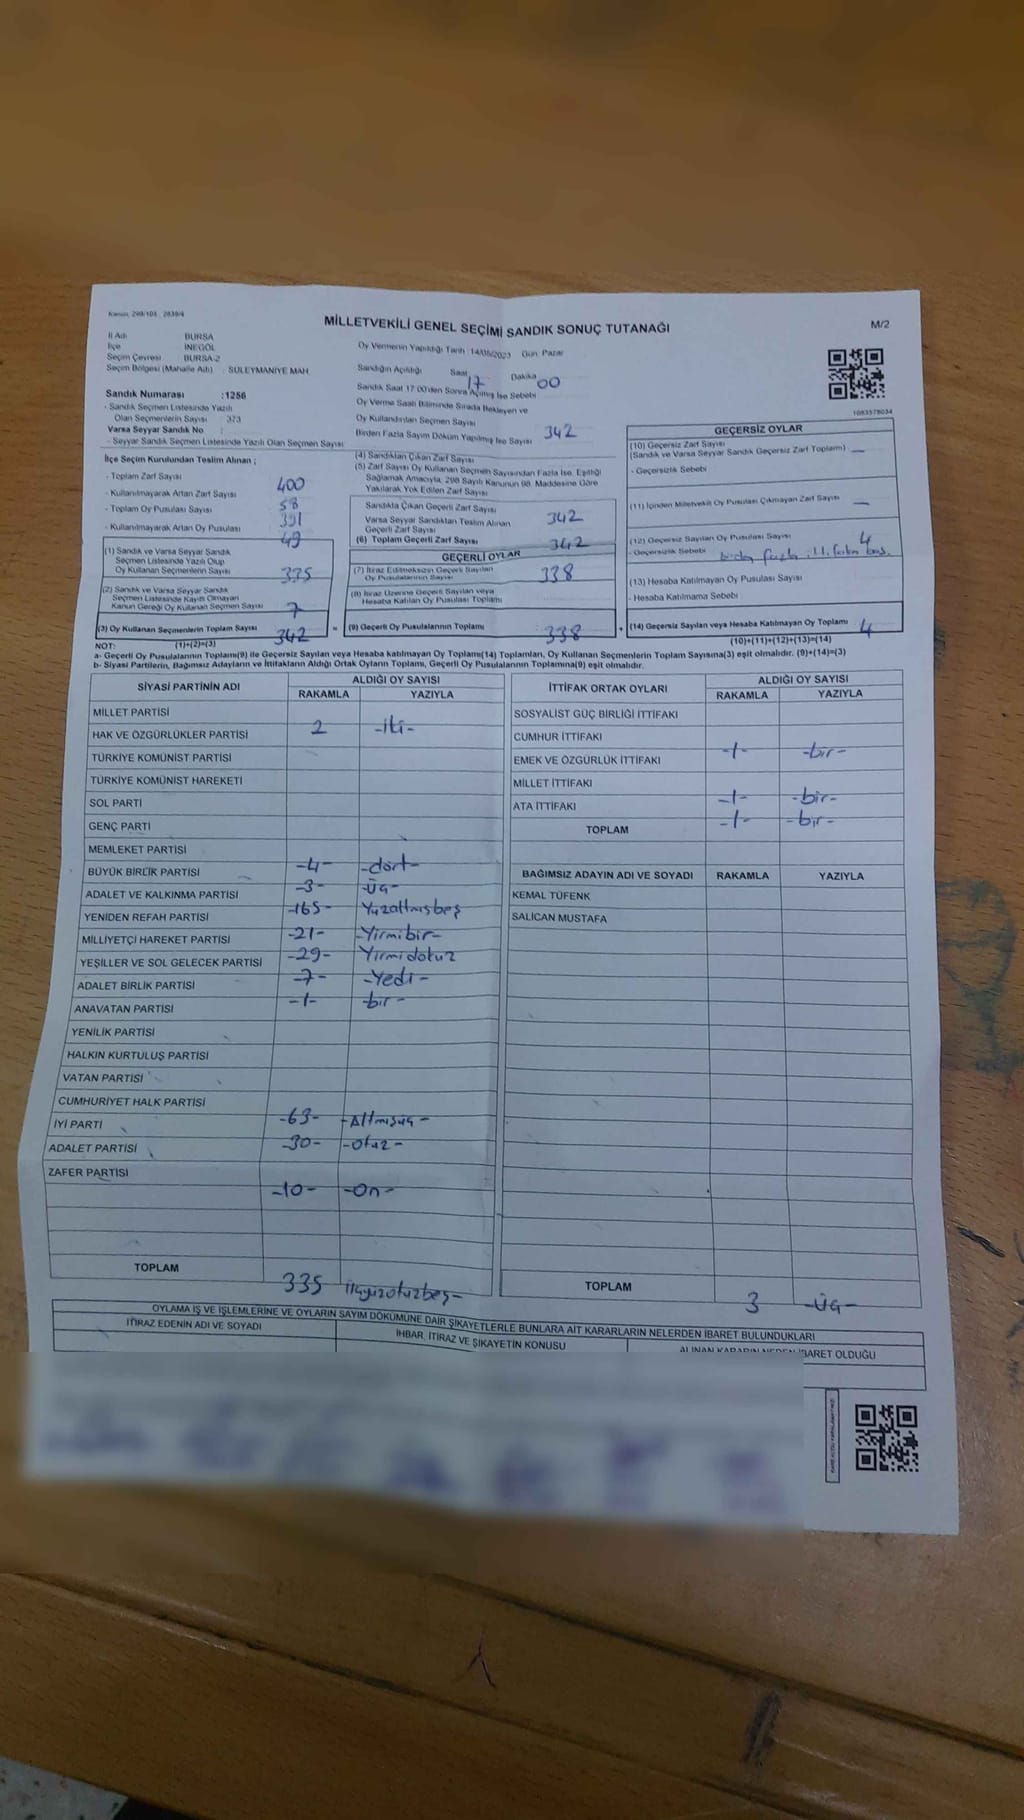 Kanun, 298/105 , 2839/4
MİLLETVEKİLİ GENEL SEÇİMİ SANDIK SONUÇ TUTANAĞI
M/2
İl Adı BURSA
İlçe İNEGÖL
Seçim Çevresi BURSA-2
Seçim Bölgesi (Mahalle Adı) : SÜLEYMANİYE MAH
Sandık Numarası :1256
- Sandık Seçmen Listesinde Yazılı
Olan Seçmenlerin Sayısı : 373
Varsa Seyyar Sandık No :
- Seyyar Sandık Seçmen Listesinde Yazılı Olan Seçmen Sayısı
Oy Vermenin Yapıldığı Tarih :14/05/2023 Gün: Pazar
Sandığın Açıldığı Saat 17 Dakika 00
Sandık Saat 17:00'den Sonra Açılmış İse Sebebi
Oy Verme Saati Bitiminde Sırada Bekleyen ve
Oy Kullandırılan Seçmen Sayısı
Birden Fazla Sayım Döküm Yapılmış İse Sayısı
1083578034
İlçe Seçim Kurulundan Teslim Alınan ;
- Toplam Zarf Sayısı 400
- Kullanılmayarak Artan Zarf Sayısı 58
- Toplam Oy Pusulası Sayısı 391
- Kullanılmayarak Artan Oy Pusulası 49
(1) Sandık ve Varsa Seyyar Sandık
Seçmen Listesinde Yazılı Olup
Oy Kullanan Seçmenlerin Sayısı 335
(2) Sandık ve Varsa Seyyar Sandık
Seçmen Listesinde Kayıtlı Olmayan
Kanun Gereği Oy Kullanan Seçmen Sayısı 7
(3) Oy Kullanan Seçmenlerin Toplam Sayısı 342
(1)+(2)=(3)
(4) Sandıktan Çıkan Zarf Sayısı 342
(5) Zarf Sayısı Oy Kullanan Seçmen Sayısından Fazla İse, Eşitliği
Sağlamak Amacıyla, 298 Sayılı Kanunun 98. Maddesine Göre
Yakılarak Yok Edilen Zarf Sayısı
Sandıkta Çıkan Geçerli Zarf Sayısı 342
Varsa Seyyar Sandıktan Teslim Alınan
Geçerli Zarf Sayısı
(6) Toplam Geçerli Zarf Sayısı 342
GEÇERLİ OYLAR
(7) İtiraz Edilmeksizin Geçerli Sayılan
Oy Pusulalarının Sayısı 338
(8) İtiraz Üzerine Geçerli Sayılan veya
Hesaba Katılan Oy Pusulası Toplamı
= (9) Geçerli Oy Pusulalarının Toplamı 338
GEÇERSİZ OYLAR
(10) Geçersiz Zarf Sayısı
(Sandık ve Varsa Seyyar Sandık Geçersiz Zarf Toplamı) —
- Geçersizlik Sebebi
(11) İçinden Milletvekili Oy Pusulası Çıkmayan Zarf Sayısı —
(12) Geçersiz Sayılan Oy Pusulası Sayısı 4
- Geçersizlik Sebebi
(13) Hesaba Katılmayan Oy Pusulası Sayısı
- Hesaba Katılmama Sebebi
+ (14) Geçersiz Sayılan veya Hesaba Katılmayan Oy Toplamı 4
(10)+(11)+(12)+(13)=(14)
NOT:
a- Geçerli Oy Pusulalarının Toplamı(9) ile Geçersiz Sayılan veya Hesaba katılmayan Oy Toplamı(14) Toplamları, Oy Kullanan Seçmenlerin Toplam Sayısına(3) eşit olmalıdır. (9)+(14)=(3)
b- Siyasi Partilerin, Bağımsız Adayların ve İttifakların Aldığı Ortak Oyların Toplamı, Geçerli Oy Pusulalarının Toplamına(9) eşit olmalıdır.
SİYASİ PARTİNİN ADI ALDIĞI OY SAYISI
RAKAMLA YAZIYLA
MİLLET PARTİSİ
HAK VE ÖZGÜRLÜKLER PARTİSİ 2 -iki-
TÜRKİYE KOMÜNİST PARTİSİ
TÜRKİYE KOMÜNİST HAREKETİ
SOL PARTİ
GENÇ PARTİ
MEMLEKET PARTİSİ
BÜYÜK BİRLİK PARTİSİ -4- -dört-
ADALET VE KALKINMA PARTİSİ -3- -Üç-
YENİDEN REFAH PARTİSİ -165- Yüzaltmışbeş
MİLLİYETÇİ HAREKET PARTİSİ -21- -Yirmibir-
YEŞİLLER VE SOL GELECEK PARTİSİ -29- Yirmidokuz
ADALET BİRLİK PARTİSİ -7- -Yedi-
ANAVATAN PARTİSİ -1- -bir-
YENİLİK PARTİSİ
HALKIN KURTULUŞ PARTİSİ
VATAN PARTİSİ
CUMHURİYET HALK PARTİSİ
İYİ PARTİ -63- -Altmışüç-
ADALET PARTİSİ -30- -Otuz-
ZAFER PARTİSİ
-10- -On-
TOPLAM 335 Üçyüzotuzbeş-
İTTİFAK ORTAK OYLARI ALDIĞI OY SAYISI
RAKAMLA YAZIYLA
SOSYALİST GÜÇ BİRLİĞİ İTTİFAKI
CUMHUR İTTİFAKI
EMEK VE ÖZGÜRLÜK İTTİFAKI -1- -bir-
MİLLET İTTİFAKI
ATA İTTİFAKI -1- -bir-
TOPLAM -1- -bir-
BAĞIMSIZ ADAYIN ADI VE SOYADI RAKAMLA YAZIYLA
KEMAL TÜFENK
SALİCAN MUSTAFA
TOPLAM 3 -Üç-
OYLAMA İŞ VE İŞLEMLERİNE VE OYLARIN SAYIM DÖKÜMÜNE DAİR ŞİKAYETLERLE BUNLARA AİT KARARLARIN NELERDEN İBARET BULUNDUKLARI
İTİRAZ EDENİN ADI VE SOYADI
İHBAR, İTİRAZ VE ŞİKAYETİN KONUSU
ALINAN KARARIN NEDEN İBARET OLDUĞU